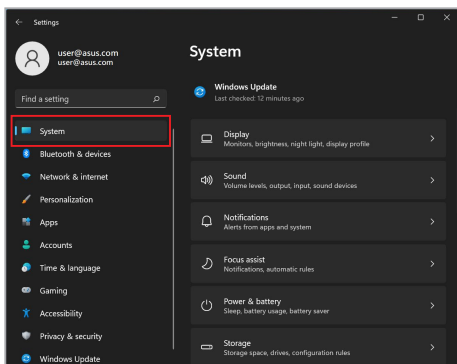 Settings
user@asus.com
user@asus.com
Find a setting
System
Bluetooth & devices
Network & internet
Personalization
Apps
Accounts
Time & language
Gaming
Accessibility
Privacy & security
Windows Update
System
Windows Update
Last checked: 12 minutes ago
Display
Monitors, brightness, night light, display profile
Sound
Volume levels, output, input, sound devices
Notifications
Alerts from apps and system
Focus assist
Notifications, automatic rules
Power & battery
Sleep, battery usage, battery saver
Storage
Storage space, drives, configuration rules